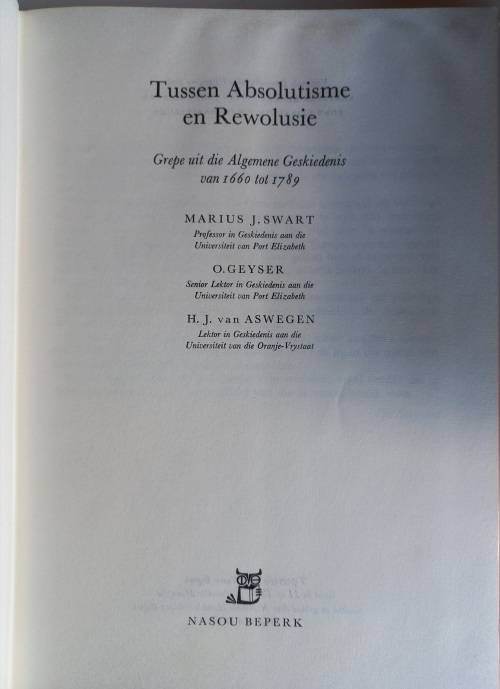 Tussen Absolutisme
en Rewolusie
Grepe uit die Algemene Geskiedenis
van 1660 tot 1789
MARIUS J. SWART
Professor in Geskiedenis aan die
Universiteit van Port Elizabeth
O. GEYSER
Senior Lektor in Geskiedenis aan die
Universiteit van Port Elizabeth
H. J. van ASWEGEN
Lektor in Geskiedenis aan die
Universiteit van die Oranje-Vrystaat
NASOU BEPERK